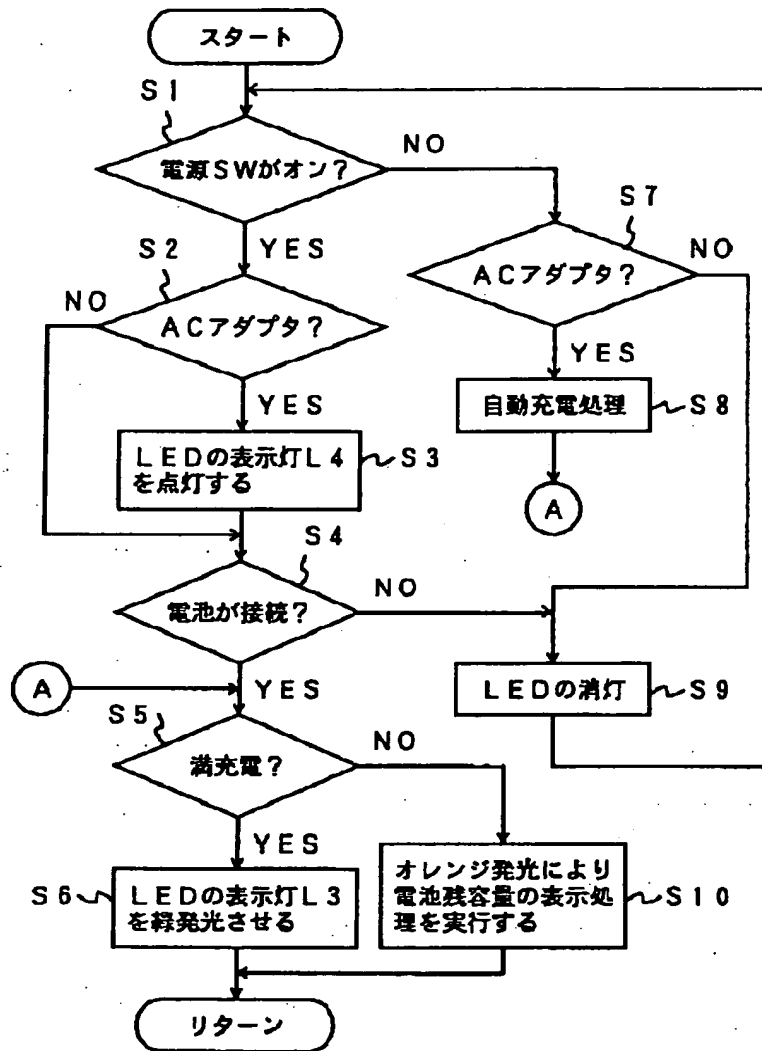 スタート
S1
電源SWがオン?
NO
YES
S2
ACアダプタ?
NO
YES
S7
ACアダプタ?
NO
YES
自動充電処理
S8
A
LEDの表示灯L4
を点灯する
S3
S4
電池が接続?
NO
YES
A
LEDの消灯
S9
S5
満充電?
NO
YES
S6
LEDの表示灯L3
を緑発光させる
オレンジ発光により
電池残容量の表示処
理を実行する
S10
リターン